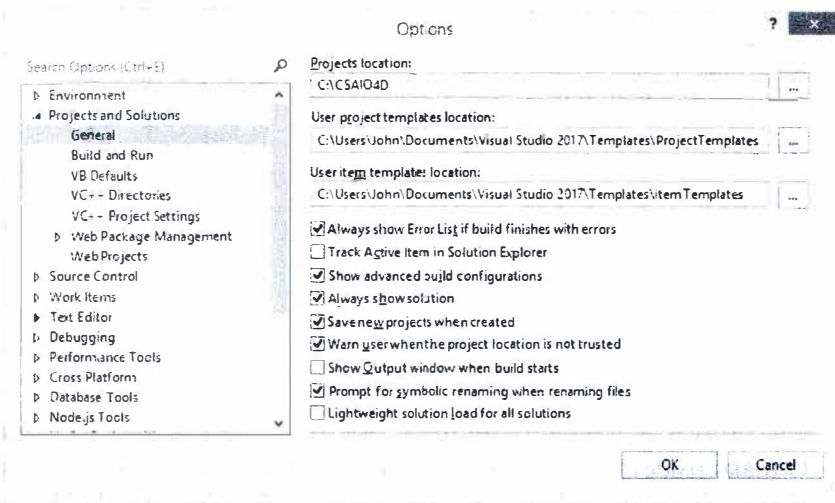 Options
?
Search Options (Ctrl+E)
Environment
Projects and Solutions
General
Build and Run
VB Defaults
VC++ Directories
VC++ Project Settings
Web Package Management
Web Projects
Source Control
Work Items
Text Editor
Debugging
Performance Tools
Cross Platform
Database Tools
Node.js Tools
Projects location:
C:\CSAIO4D
...
User project templates location:
C:\Users\John\Documents\Visual Studio 2017\Templates\ProjectTemplates
...
User item templates location:
C:\Users\John\Documents\Visual Studio 2017\Templates\ItemTemplates
...
Always show Error List if build finishes with errors
Track Active Item in Solution Explorer
Show advanced build configurations
Always show solution
Save new projects when created
Warn user when the project location is not trusted
Show Output window when build starts
Prompt for symbolic renaming when renaming files
Lightweight solution load for all solutions
OK
Cancel